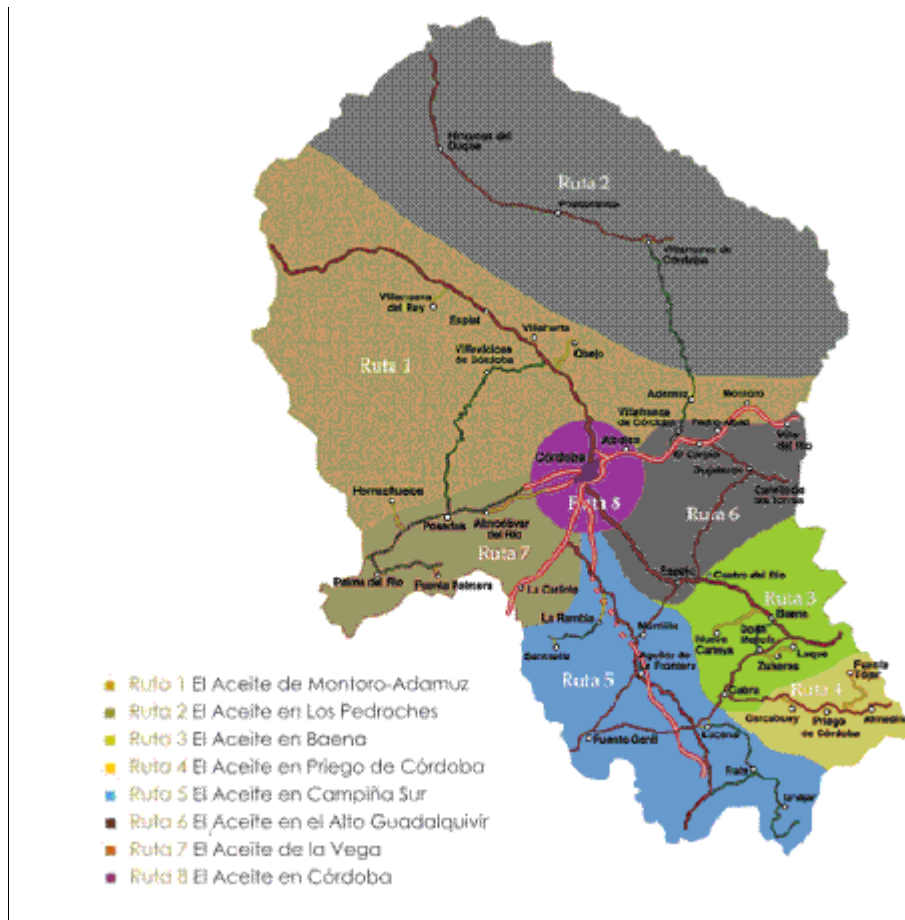 Hinojosa del
Duque
Ruta 2
Pozoblanco
Villanueva de
Córdoba
Villanueva
del Rey
Espiel
Villaharta
Obejo
Villaviciosa
de Córdoba
Ruta 1
Adamuz
Montoro
Villafranca
de Córdoba
Pedro Abad
Villa
del Río
Alcolea
El Carpio
Bujalance
Cañete de
las Torres
Córdoba
Ruta 8
Ruta 6
Hornachuelos
Posadas
Almodóvar
del Río
Ruta 7
Palma del Río
Fuente Palmera
La Carlota
Espejo
Castro del Río
Ruta 3
Baena
La Rambla
Montilla
Nueva
Carteya
Doña
Mencía
Luque
Zuheros
Santaella
Aguilar de
La Frontera
Ruta 5
Fuente
Tójar
Ruta 4
Cabra
Carcabuey
Priego
de Córdoba
Almedinilla
Puente Genil
Lucena
Rute
Iznájar
Ruta 1 El Aceite de Montoro-Adamuz
Ruta 2 El Aceite en Los Pedroches
Ruta 3 El Aceite en Baena
Ruta 4 El Aceite en Priego de Córdoba
Ruta 5 El Aceite en Campiña Sur
Ruta 6 El Aceite en el Alto Guadalquivir
Ruta 7 El Aceite de la Vega
Ruta 8 El Aceite en Córdoba